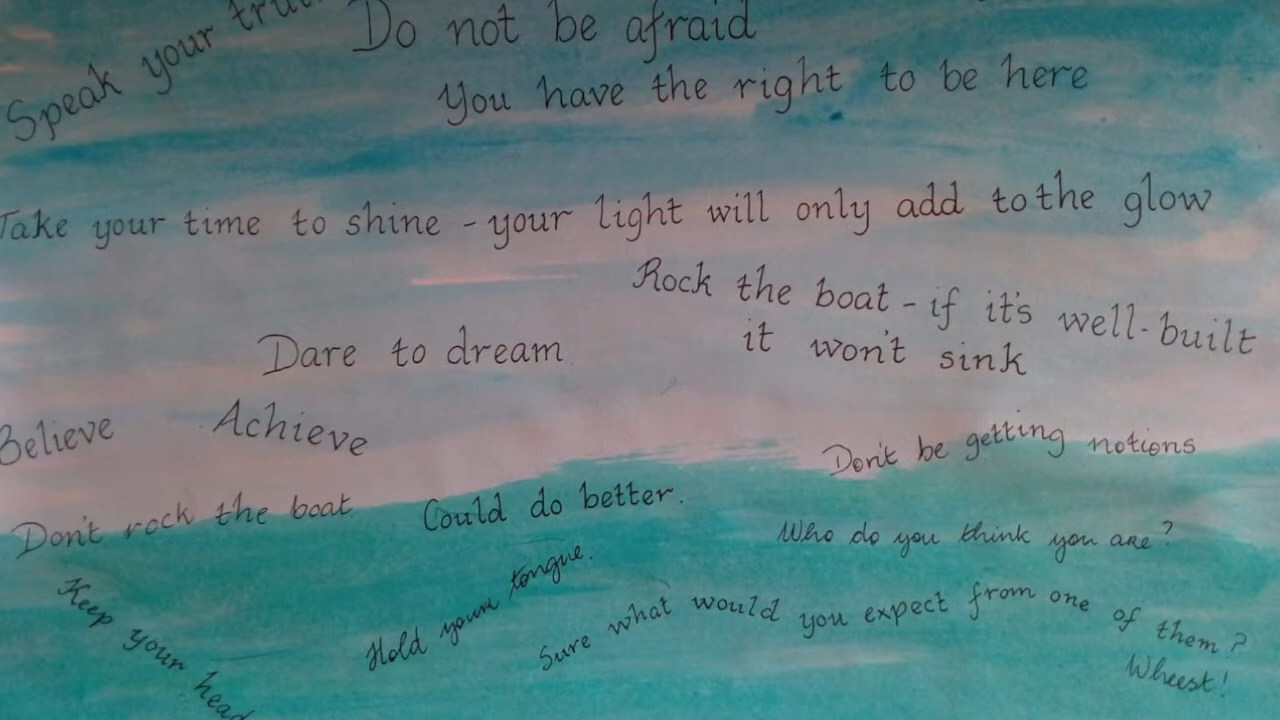 Speak your tru
Do not be afraid
You have the right to be here
Take your time to shine - your light will only add to the glow
Rock the boat - if it's well-built
it won't sink
Dare to dream
Believe Achieve
Don't be getting notions
Don't rock the boat
Could do better.
Who do you think you are?
Keep your head
Hold your tongue.
Sure what would you expect from one of them?
Wheest!